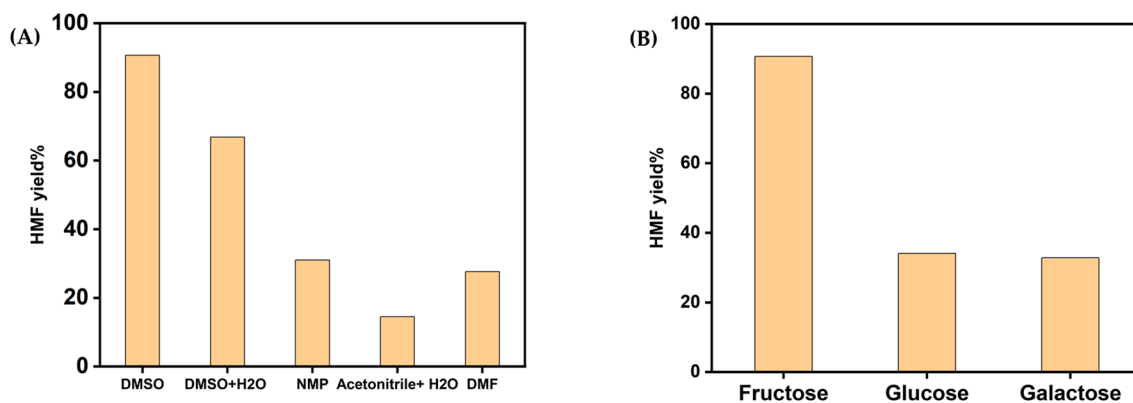 (A)
HMF yield%
100
80
60
40
20
0
DMSO DMSO+H2O NMP Acetonitrile+ H2O DMF
(B)
HMF yield%
100
80
60
40
20
0
Fructose Glucose Galactose